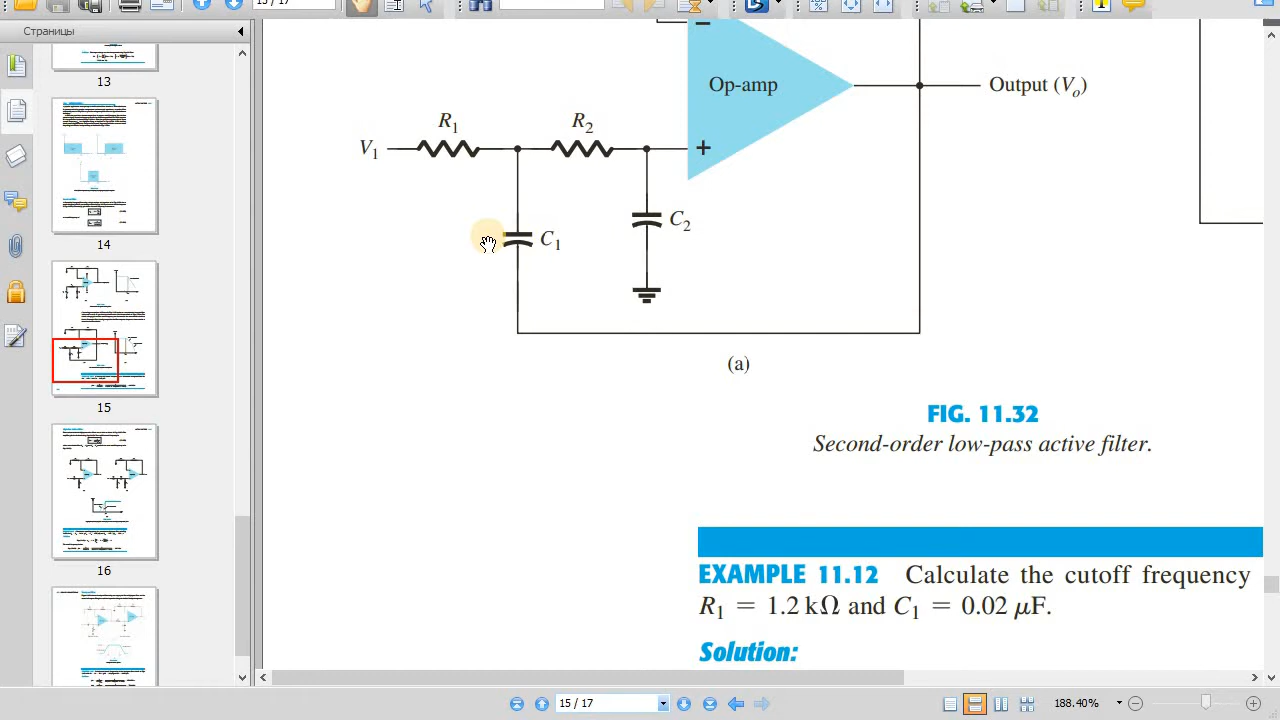 15 / 17
Страницы
13
14
15
16
−
Op-amp
Output (Vo)
R1
R2
V1
+
C1
C2
(a)
FIG. 11.32
Second-order low-pass active filter.
EXAMPLE 11.12 Calculate the cutoff frequency
R1 = 1.2 kΩ and C1 = 0.02 μF.
Solution:
15 / 17
188.40%